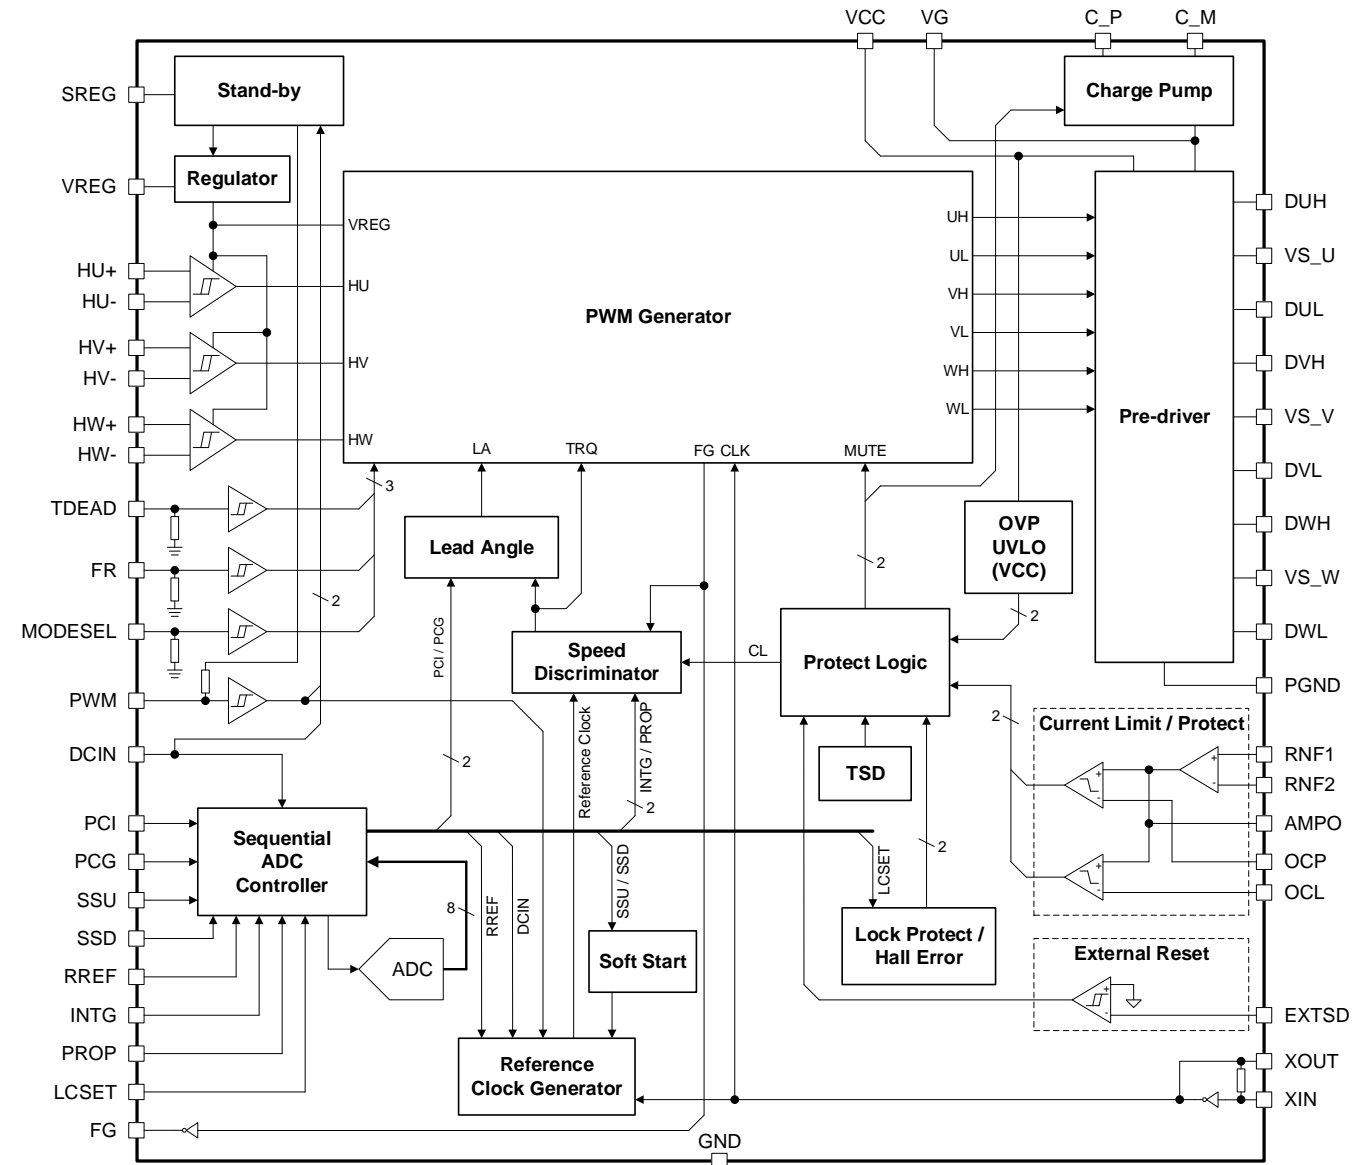 VCC
VG
C_P
C_M
SREG
Stand-by
Charge Pump
VREG
Regulator
DUH
VREG
UH
VS_U
UL
HU+
HU-
HU
VH
DUL
PWM Generator
VL
HV+
HV-
HV
WH
DVH
WL
Pre-driver
VS_V
HW+
HW-
HW
LA
TRQ
FG
CLK
MUTE
DVL
3
TDEAD
Lead Angle
OVP
UVLO
(VCC)
DWH
FR
2
VS_W
2
2
MODESEL
PCI / PCG
Speed
Discriminator
CL
Protect Logic
DWL
PWM
PGND
Reference Clock
INTG / PROP
2
Current Limit / Protect
DCIN
2
TSD
+
-
+
-
RNF1
RNF2
2
PCI
Sequential
ADC
Controller
AMPO
PCG
SSU / SSD
LCSET
2
+
-
OCP
SSU
8
RREF
DCIN
OCL
SSD
Lock Protect /
Hall Error
RREF
ADC
Soft Start
External Reset
+
-
INTG
EXTSD
PROP
Reference
Clock Generator
XOUT
LCSET
XIN
FG
GND